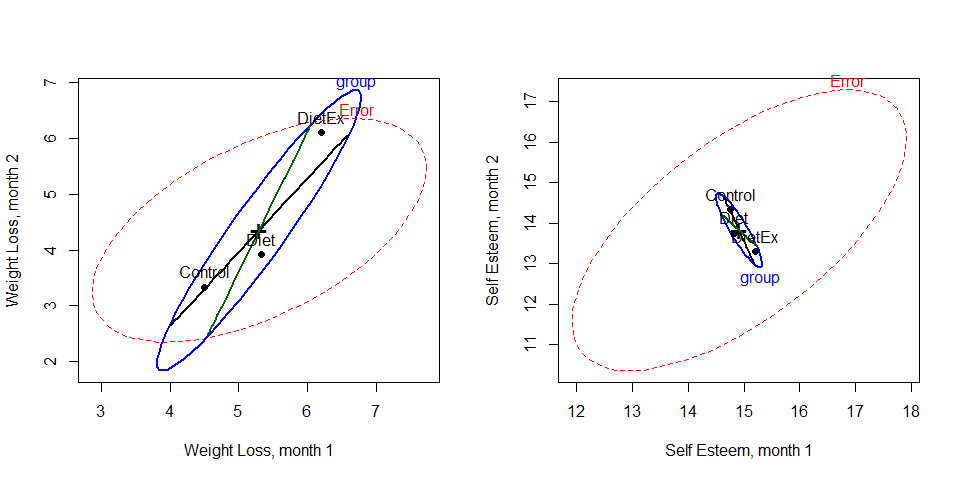 Weight Loss, month 2
7
6
5
4
3
2
group
Error
DietEx
Diet
Control
3 4 5 6 7
Weight Loss, month 1
Self Esteem, month 2
17
16
15
14
13
12
11
Error
Control
Diet
DietEx
group
12 13 14 15 16 17 18
Self Esteem, month 1